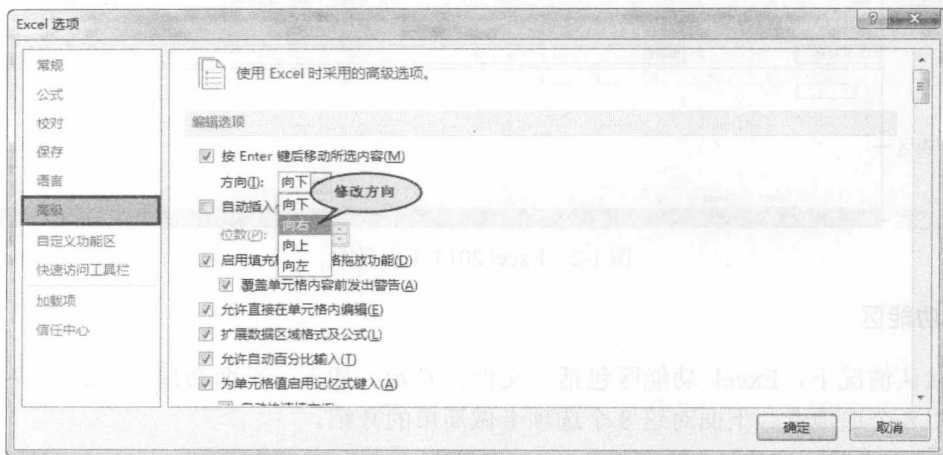 Excel 选项
常规
公式
校对
保存
语言
高级
自定义功能区
快速访问工具栏
加载项
信任中心
使用 Excel 时采用的高级选项。
编辑选项
按 Enter 键后移动所选内容(M)
方向(I): 向下
修改方向
自动插入
向下
向右
向上
向左
位数(P):
启用填充 拖放功能(D)
覆盖单元格内容前发出警告(A)
允许直接在单元格内编辑(E)
扩展数据区域格式及公式(L)
允许自动百分比输入(T)
为单元格值启用记忆式键入(A)
确定
取消